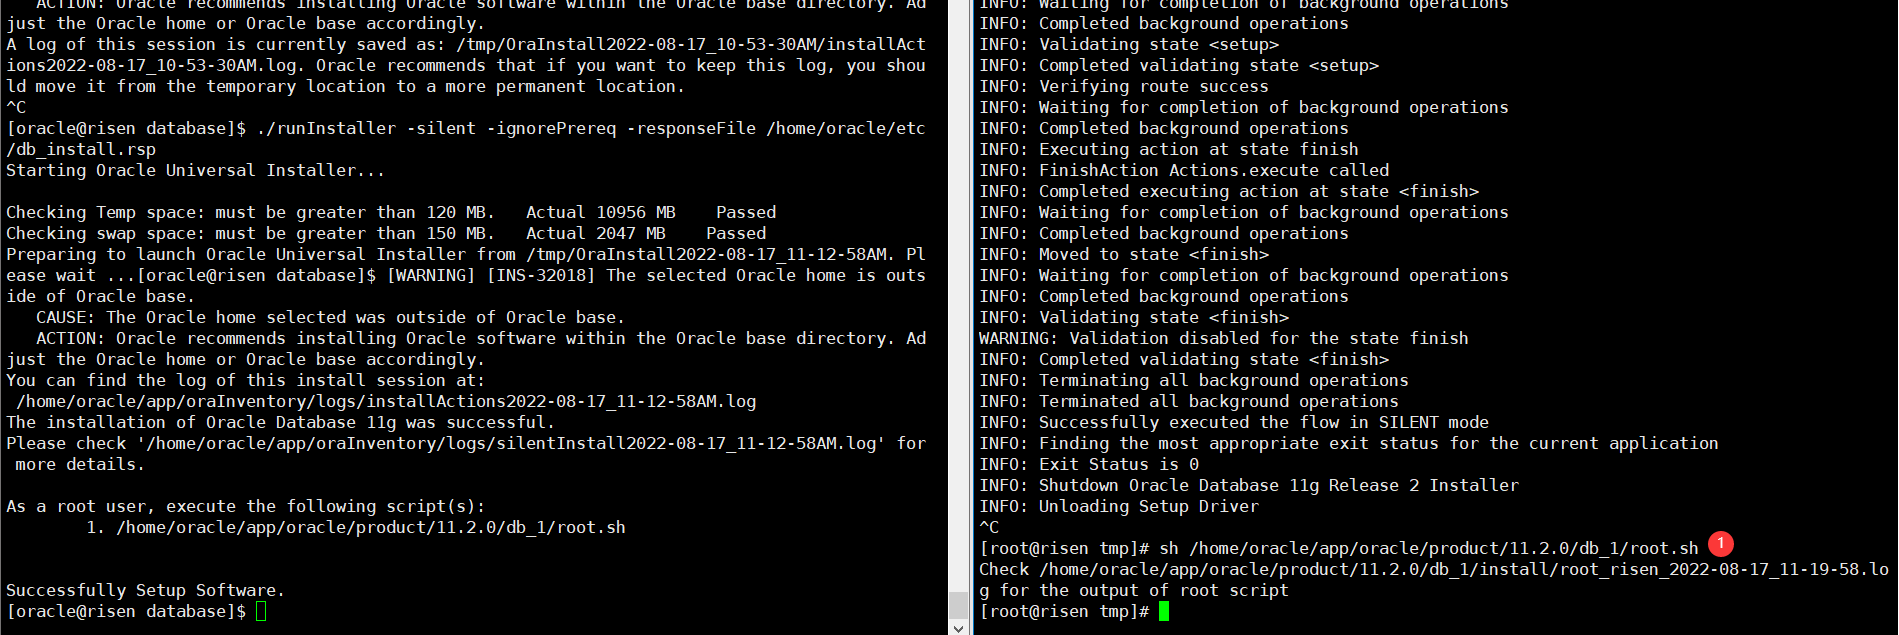 ACTION: Oracle recommends installing Oracle software within the Oracle base directory. Ad
just the Oracle home or Oracle base accordingly.
A log of this session is currently saved as: /tmp/OraInstall2022-08-17_10-53-30AM/installAct
ions2022-08-17_10-53-30AM.log. Oracle recommends that if you want to keep this log, you shou
ld move it from the temporary location to a more permanent location.
^C
[oracle@risen database]$ ./runInstaller -silent -ignorePrereq -responseFile /home/oracle/etc
/db_install.rsp
Starting Oracle Universal Installer...
Checking Temp space: must be greater than 120 MB.   Actual 10956 MB    Passed
Checking swap space: must be greater than 150 MB.   Actual 2047 MB    Passed
Preparing to launch Oracle Universal Installer from /tmp/OraInstall2022-08-17_11-12-58AM. Pl
ease wait ...[oracle@risen database]$ [WARNING] [INS-32018] The selected Oracle home is outs
ide of Oracle base.
CAUSE: The Oracle home selected was outside of Oracle base.
ACTION: Oracle recommends installing Oracle software within the Oracle base directory. Ad
just the Oracle home or Oracle base accordingly.
You can find the log of this install session at:
/home/oracle/app/oraInventory/logs/installActions2022-08-17_11-12-58AM.log
The installation of Oracle Database 11g was successful.
Please check '/home/oracle/app/oraInventory/logs/silentInstall2022-08-17_11-12-58AM.log' for
more details.
As a root user, execute the following script(s):
1. /home/oracle/app/oracle/product/11.2.0/db_1/root.sh
Successfully Setup Software.
[oracle@risen database]$
INFO: Waiting for completion of background operations
INFO: Completed background operations
INFO: Validating state <setup>
INFO: Completed validating state <setup>
INFO: Verifying route success
INFO: Waiting for completion of background operations
INFO: Completed background operations
INFO: Executing action at state finish
INFO: FinishAction Actions.execute called
INFO: Completed executing action at state <finish>
INFO: Waiting for completion of background operations
INFO: Completed background operations
INFO: Moved to state <finish>
INFO: Waiting for completion of background operations
INFO: Completed background operations
INFO: Validating state <finish>
WARNING: Validation disabled for the state finish
INFO: Completed validating state <finish>
INFO: Terminating all background operations
INFO: Terminated all background operations
INFO: Successfully executed the flow in SILENT mode
INFO: Finding the most appropriate exit status for the current application
INFO: Exit Status is 0
INFO: Shutdown Oracle Database 11g Release 2 Installer
INFO: Unloading Setup Driver
^C
[root@risen tmp]# sh /home/oracle/app/oracle/product/11.2.0/db_1/root.sh 1
Check /home/oracle/app/oracle/product/11.2.0/db_1/install/root_risen_2022-08-17_11-19-58.lo
g for the output of root script
[root@risen tmp]#